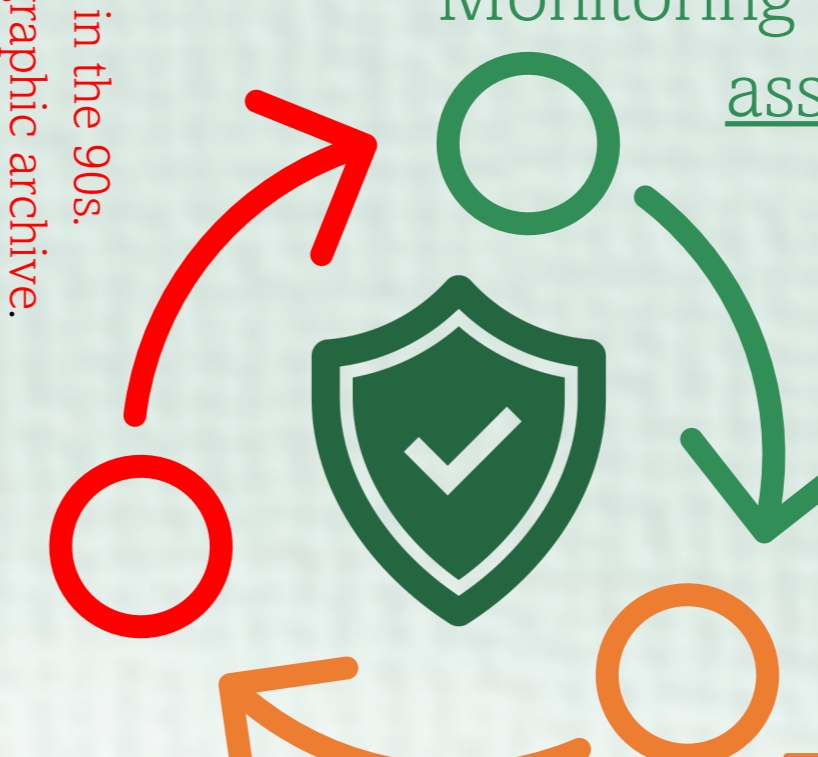 Monitoring
ass
in the 90s.
raphic archive.